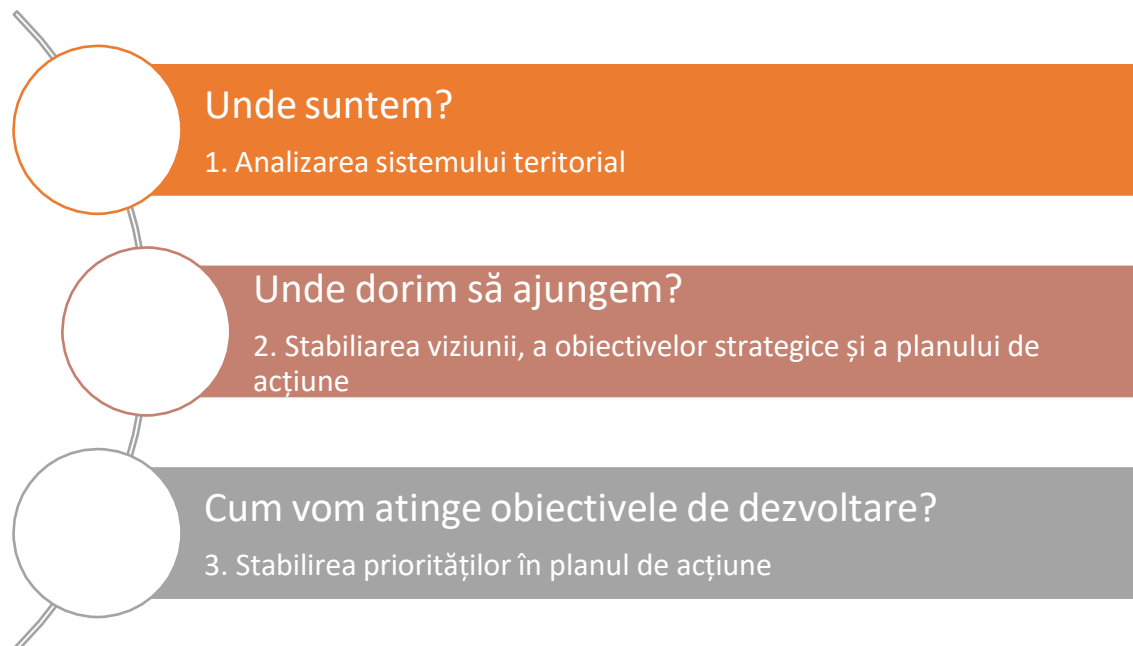 Unde suntem?
1. Analizarea sistemului teritorial
Unde dorim să ajungem?
2. Stabiliarea viziunii, a obiectivelor strategice și a planului de
acțiune
Cum vom atinge obiectivele de dezvoltare?
3. Stabilirea priorităților în planul de acțiune